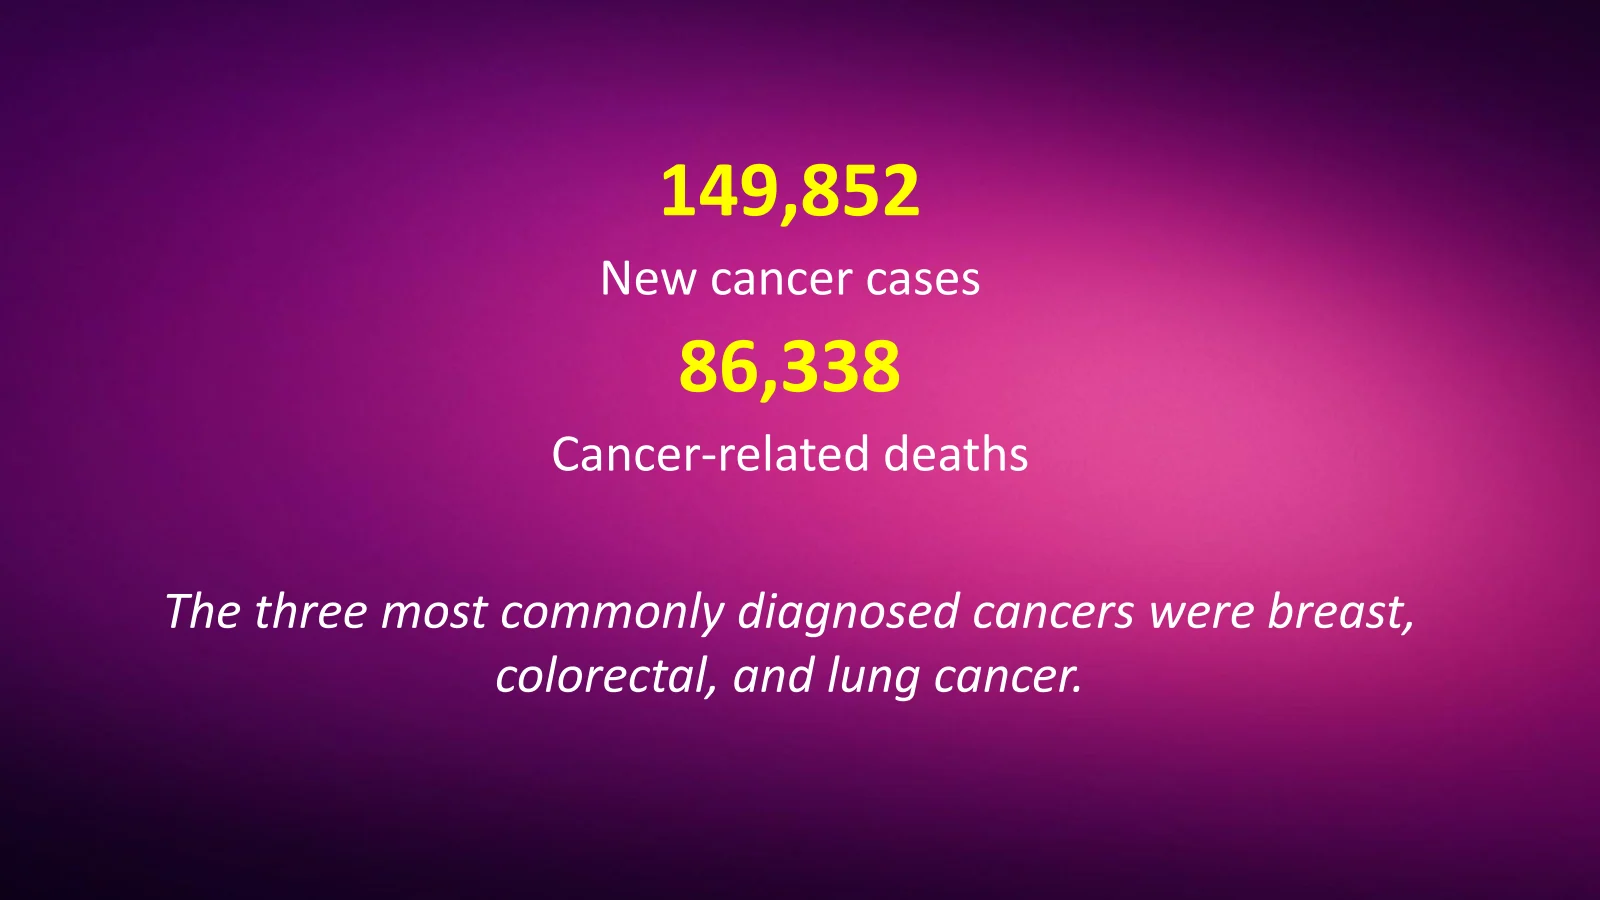 149,852
New cancer cases
86,338
Cancer-related deaths
The three most commonly diagnosed cancers were breast,
colorectal, and lung cancer.